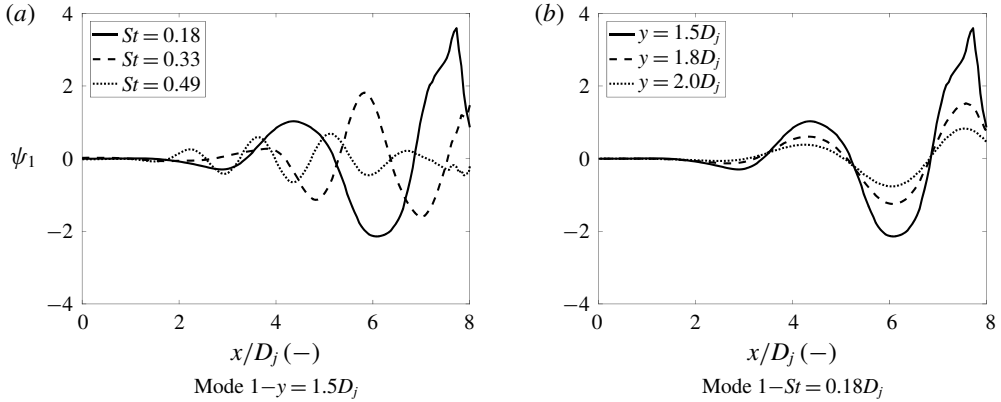 (a)
4
2
0
−2
−4
ψ1
St = 0.18
St = 0.33
St = 0.49
0 2 4 6 8
x/Dj (−)
Mode 1−y = 1.5Dj
(b)
4
2
0
−2
−4
y = 1.5Dj
y = 1.8Dj
y = 2.0Dj
0 2 4 6 8
x/Dj (−)
Mode 1−St = 0.18Dj